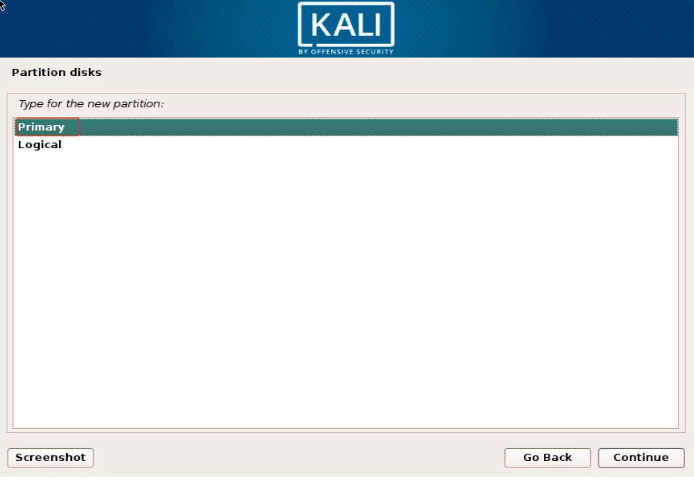 KALI
BY OFFENSIVE SECURITY
Partition disks
Type for the new partition:
Primary
Logical
Screenshot
Go Back
Continue